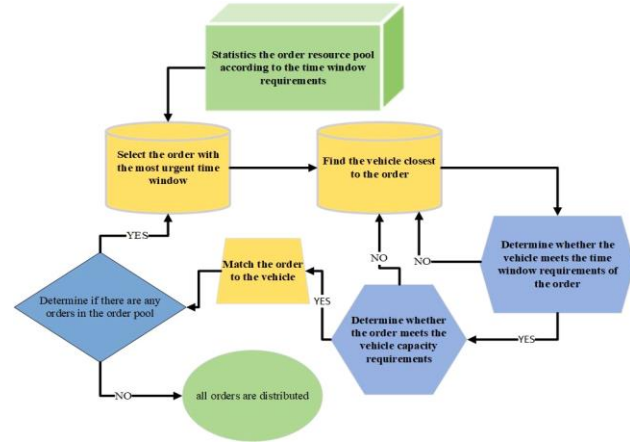 Statistics the order resource pool
according to the time window
requirements
Select the order with
the most urgent time
window
Find the vehicle closest
to the order
YES
NO
NO
Determine whether the
vehicle meets the time
window requirements of
the order
Match the order
to the vehicle
YES
Determine if there are any
orders in the order pool
Determine whether
the order meets the
vehicle capacity
requirements
YES
NO
all orders are distributed